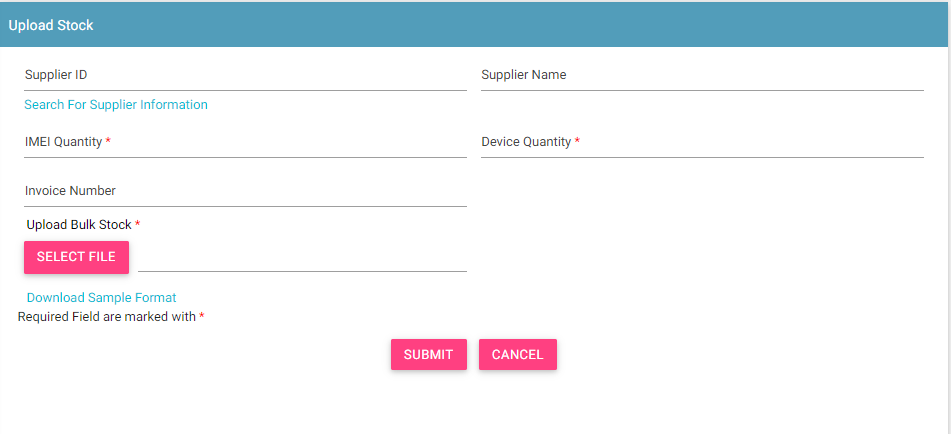 Upload Stock
Supplier ID
Supplier Name
Search For Supplier Information
IMEI Quantity *
Device Quantity *
Invoice Number
Upload Bulk Stock *
SELECT FILE
Download Sample Format
Required Field are marked with *
SUBMIT
CANCEL